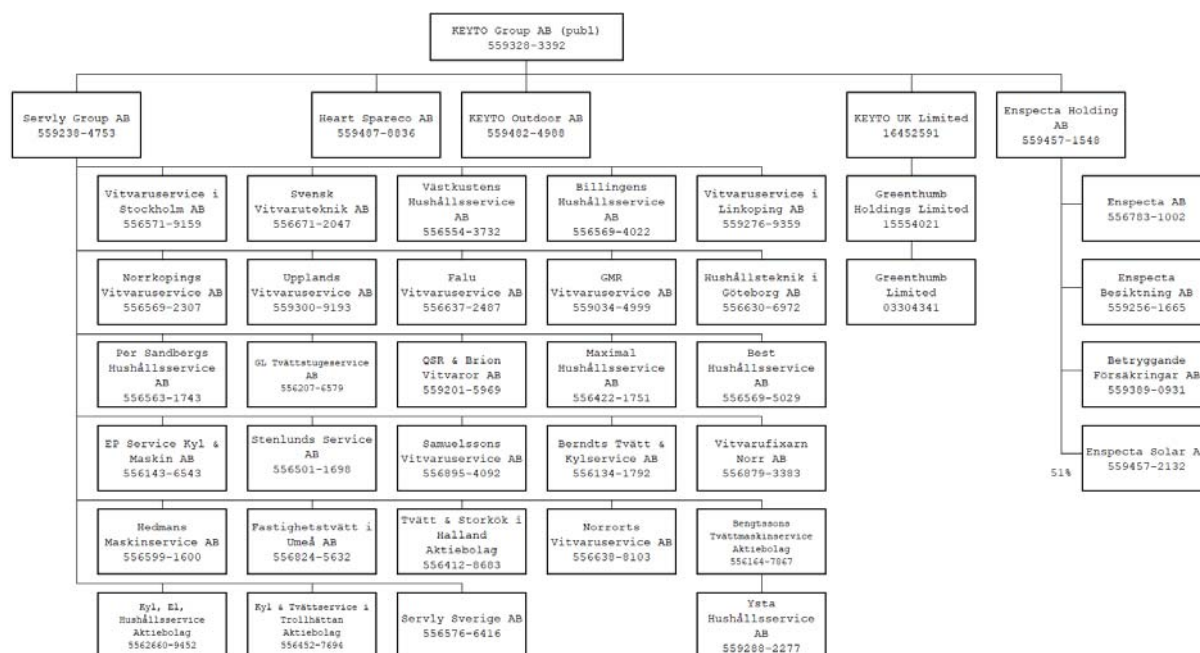 KEYTO Group AB (publ)
559328-3392
Servly Group AB
559238-4753
Heart Spareco AB
559487-8836
KEYTO Outdoor AB
559482-4988
KEYTO UK Limited
16452591
Enspecta Holding
AB
559457-1548
Vitvaruservice i
Stockholm AB
556571-9159
Svensk
Vitvaruteknik AB
556671-2047
Västkustens
Hushållsservice
AB
556554-3732
Billingens
Hushållsservice
AB
556569-4022
Vitvaruservice i
Linkoping AB
559276-9359
Greenthumb
Holdings Limited
15554021
Enspecta AB
556783-1002
Norrkopings
Vitvaruservice AB
556569-2307
Upplands
Vitvaruservice AB
559300-9193
Falu
Vitvaruservice AB
556637-2487
GMR
Vitvaruservice AB
559034-4999
Hushållsteknik i
Göteborg AB
556630-6972
Greenthumb
Limited
03304341
Enspecta
Besiktning AB
559256-1665
Per Sandbergs
Hushållsservice
AB
556563-1743
GL Tvättstugeservice
AB
556207-6579
QSR & Brion
Vitvaror AB
559201-5969
Maximal
Hushållsservice
AB
556422-1751
Best
Hushållsservice
AB
556569-5029
Betryggande
Försäkringar AB
559389-0931
EP Service Kyl &
Maskin AB
556143-6543
Stenlunds Service
AB
556501-1698
Samuelssons
Vitvaruservice AB
556895-4092
Berndts Tvätt &
Kylservice AB
556134-1792
Vitvarufixarn
Norr AB
556879-3383
51%
Enspecta Solar A
559457-2132
Hedmans
Maskinservice AB
556599-1600
Fastighetstvätt i
Umeå AB
556824-5632
Tvätt & Storkök i
Halland
Aktiebolag
556412-8683
Norrorts
Vitvaruservice AB
556638-8103
Bengtssons
Tvättmaskinservice
Aktiebolag
556164-7867
Kyl, El,
Hushållsservice
Aktiebolag
5562660-9452
Kyl & Tvättservice i
Trollhättan
Aktiebolag
556452-7694
Servly Sverige AB
556576-6416
Ysta
Hushållsservice
AB
559288-2277